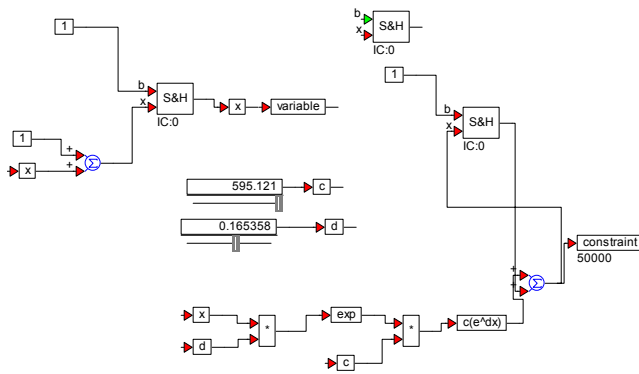 b
x
S&H
IC:0
1
b
x
S&H
IC:0
x
variable
1
+
+
Σ
x
1
b
x
S&H
IC:0
595.121
c
0.165358
d
constraint
50000
+
+
Σ
x
d
*
exp
c
*
c(e^dx)